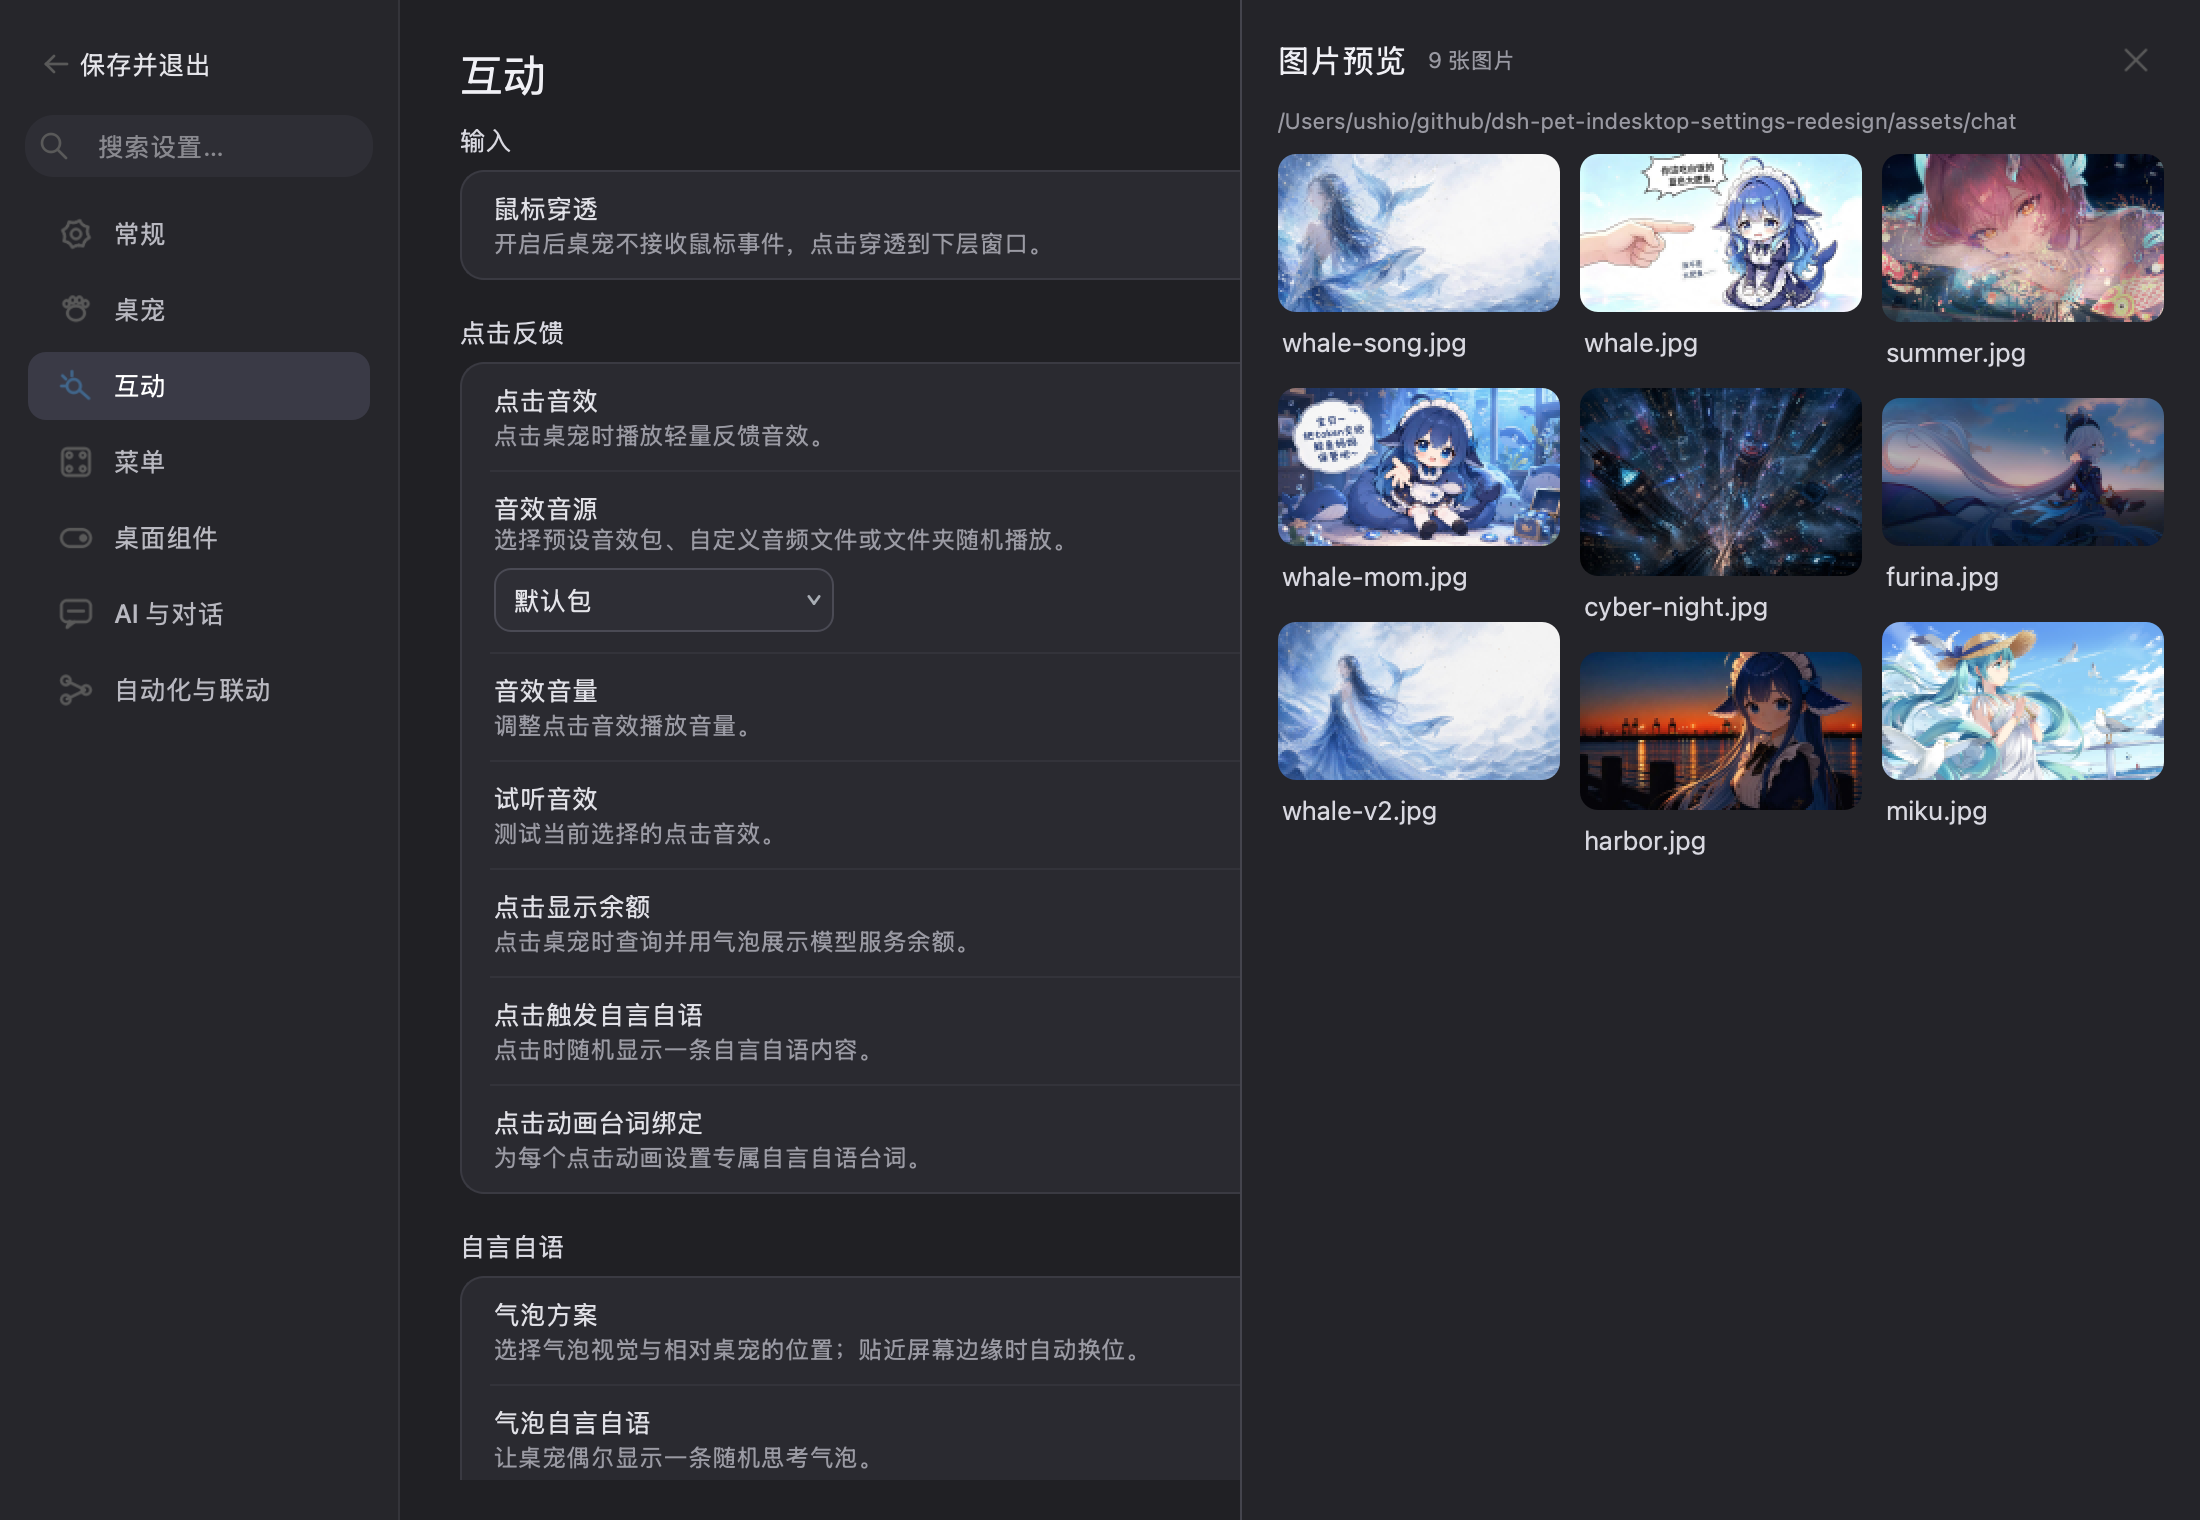 保存并退出
搜索设置...
常规
桌宠
互动
菜单
桌面组件
AI 与对话
自动化与联动
互动
输入
鼠标穿透
开启后桌宠不接收鼠标事件，点击穿透到下层窗口。
点击反馈
点击音效
点击桌宠时播放轻量反馈音效。
音效音源
选择预设音效包、自定义音频文件或文件夹随机播放。
默认包
音效音量
调整点击音效播放音量。
试听音效
测试当前选择的点击音效。
点击显示余额
点击桌宠时查询并用气泡展示模型服务余额。
点击触发自言自语
点击时随机显示一条自言自语内容。
点击动画台词绑定
为每个点击动画设置专属自言自语台词。
自言自语
气泡方案
选择气泡视觉与相对桌宠的位置；贴近屏幕边缘时自动换位。
气泡自言自语
让桌宠偶尔显示一条随机思考气泡。
图片预览 9 张图片
/Users/ushio/github/dsh-pet-indesktop-settings-redesign/assets/chat
whale-song.jpg
whale.jpg
summer.jpg
whale-mom.jpg
cyber-night.jpg
furina.jpg
whale-v2.jpg
harbor.jpg
miku.jpg